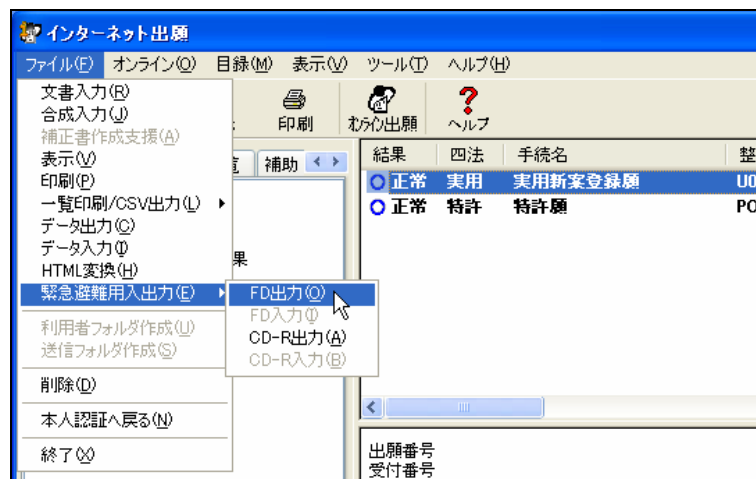 インターネット出願
ファイル(F) オンライン(O) 目録(M) 表示(V) ツール(T) ヘルプ(H)
文書入力(R)
合成入力(J)
補正書作成支援(A)
表示(V)
印刷(P)
一覧印刷/CSV出力(L)
データ出力(C)
データ入力(I)
HTML変換(H)
緊急避難用入出力(E)
利用者フォルダ作成(U)
送信フォルダ作成(S)
削除(D)
本人認証へ戻る(N)
終了(X)
FD出力(O)
FD入力(I)
CD-R出力(A)
CD-R入力(B)
印刷 オンライン出願 ヘルプ
補助
果
結果 四法 手続名 整
正常 実用 実用新案登録願 U0
正常 特許 特許願 PO
出願番号
受付番号